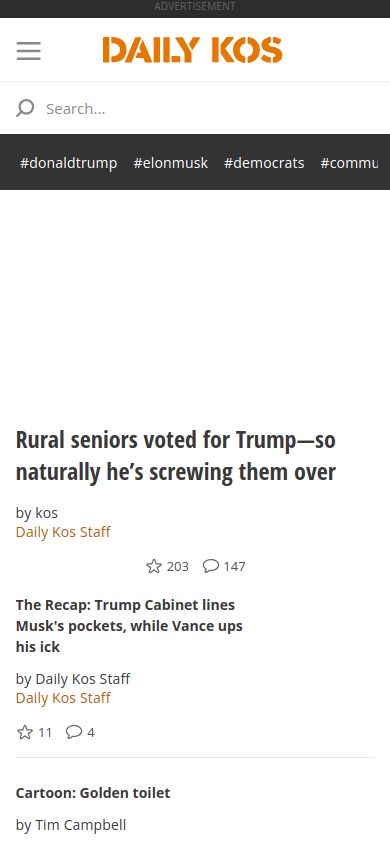 ADVERTISEMENT
DAILY KOS
Search...
#donaldtrump #elonmusk #democrats #commu
Rural seniors voted for Trump—so
naturally he's screwing them over
by kos
Daily Kos Staff
203 147
The Recap: Trump Cabinet lines
Musk's pockets, while Vance ups
his ick
by Daily Kos Staff
Daily Kos Staff
11 4
Cartoon: Golden toilet
by Tim Campbell